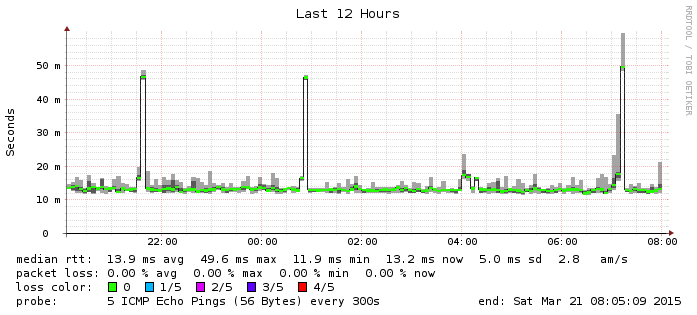 Last 12 Hours
RRDTOOL / TOBI OETIKER
Seconds
50 m
40 m
30 m
20 m
10 m
0
22:00 00:00 02:00 04:00 06:00 08:00
median rtt: 13.9 ms avg 49.6 ms max 11.9 ms min 13.2 ms now 5.0 ms sd 2.8 am/s
packet loss: 0.00 % avg 0.00 % max 0.00 % min 0.00 % now
loss color: 0 1/5 2/5 3/5 4/5
probe: 5 ICMP Echo Pings (56 Bytes) every 300s end: Sat Mar 21 08:05:09 2015